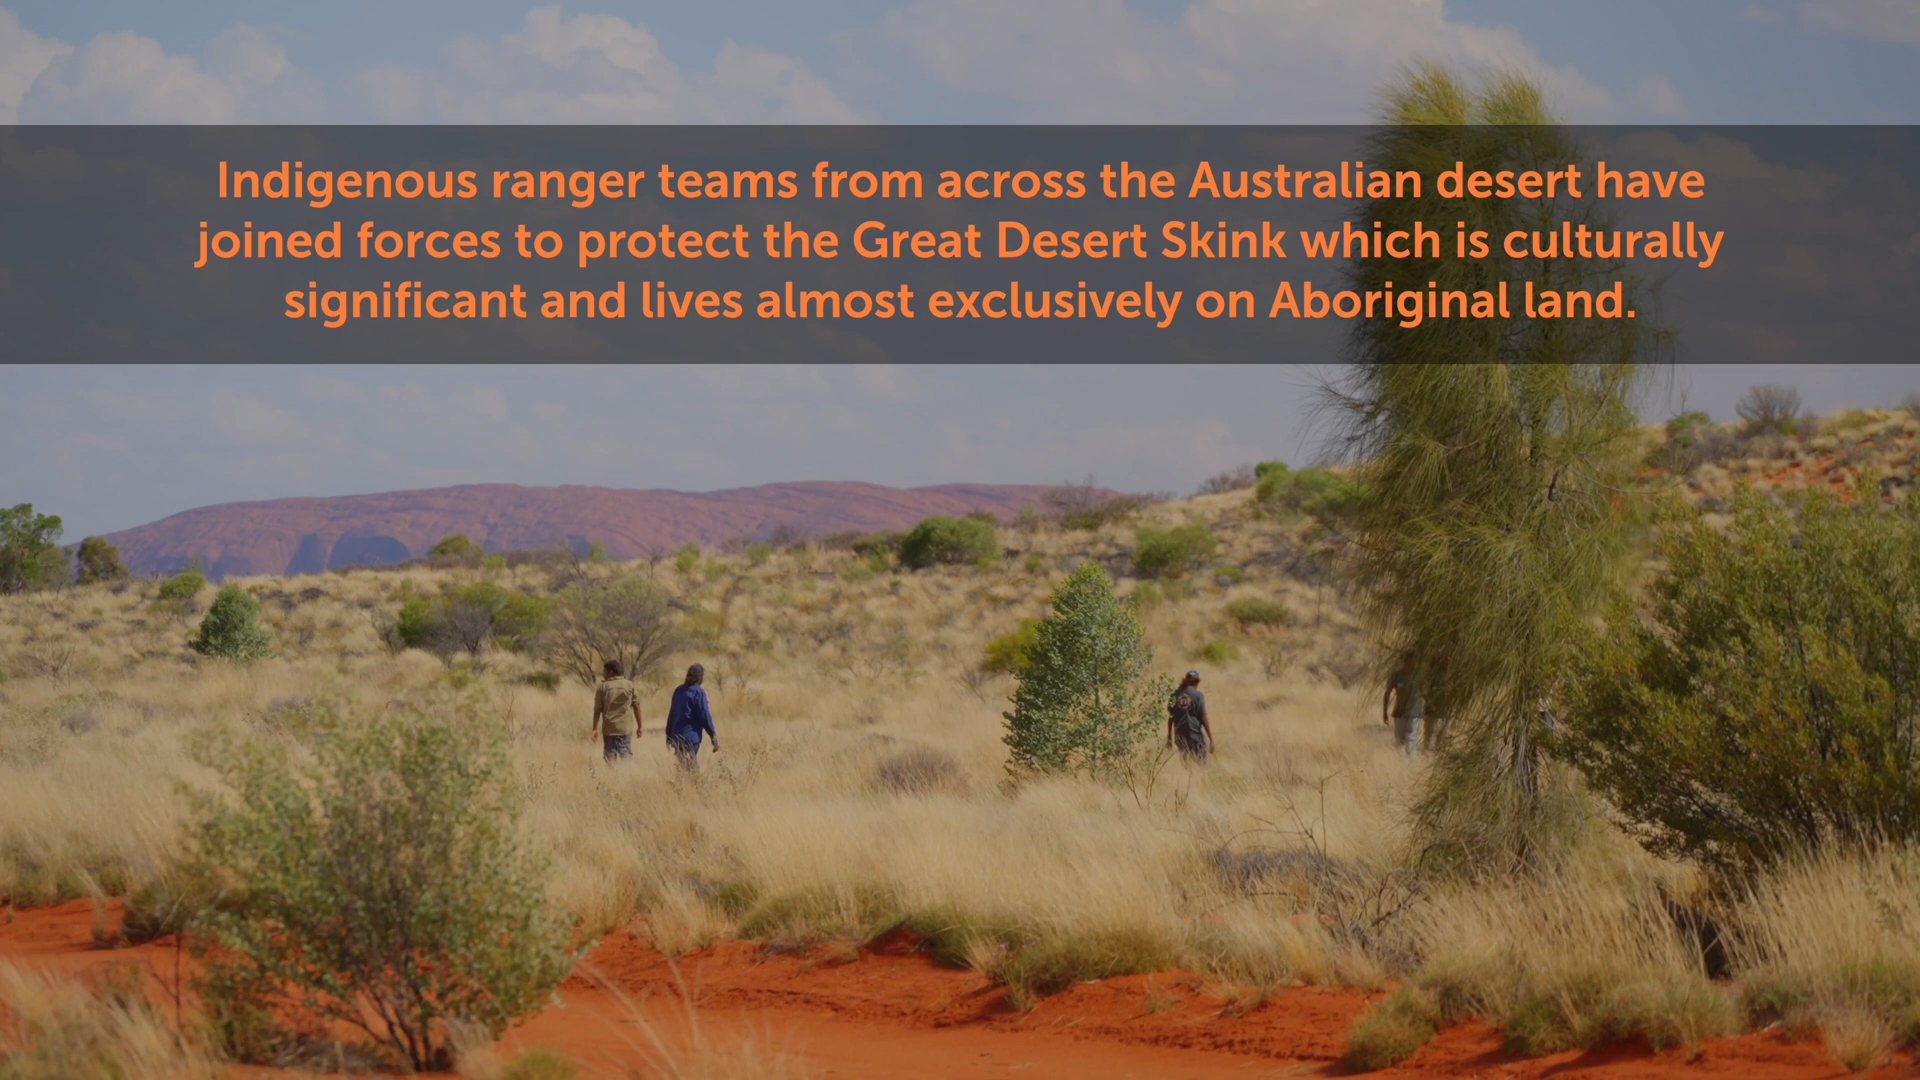 Indigenous ranger teams from across the Australian desert have
joined forces to protect the Great Desert Skink which is culturally
significant and lives almost exclusively on Aboriginal land.